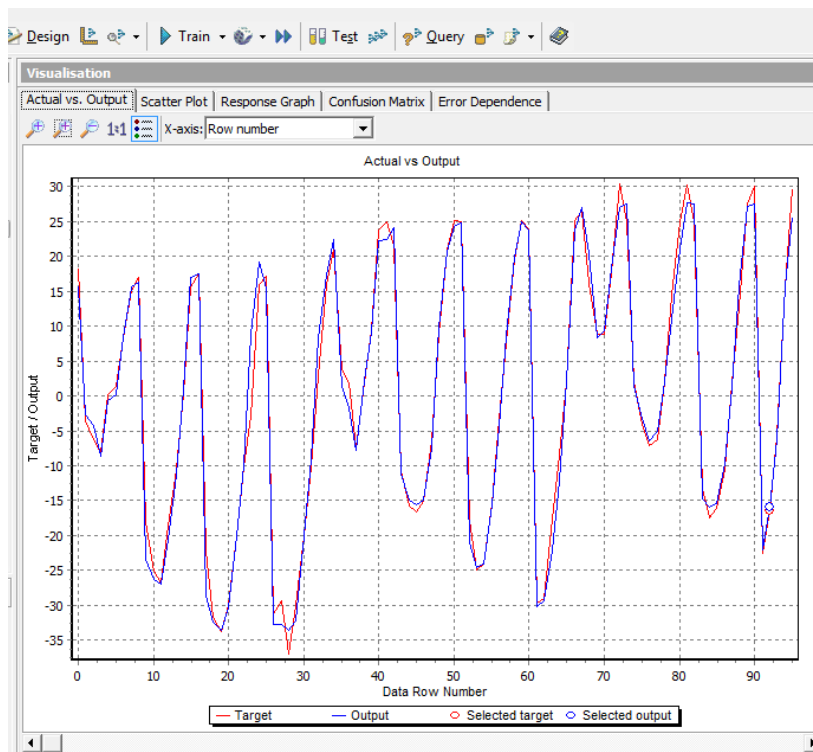 Design Train Test Query
Visualisation
Actual vs. Output Scatter Plot Response Graph Confusion Matrix Error Dependence
1:1 X-axis: Row number
Actual vs Output
30
25
20
15
10
5
0
-5
-10
-15
-20
-25
-30
-35
Target / Output
0 10 20 30 40 50 60 70 80 90
Data Row Number
Target Output Selected target Selected output